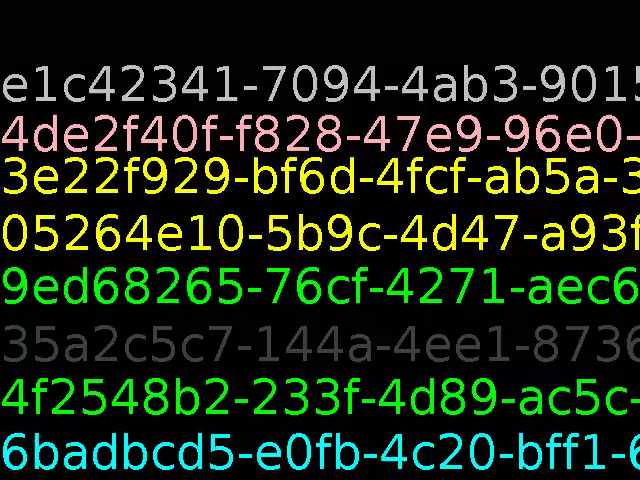 e1c42341-7094-4ab3-9015
4de2f40f-f828-47e9-96e0-
3e22f929-bf6d-4fcf-ab5a-3
05264e10-5b9c-4d47-a93f
9ed68265-76cf-4271-aec6
35a2c5c7-144a-4ee1-8736
4f2548b2-233f-4d89-ac5c-
6badbcd5-e0fb-4c20-bff1-6